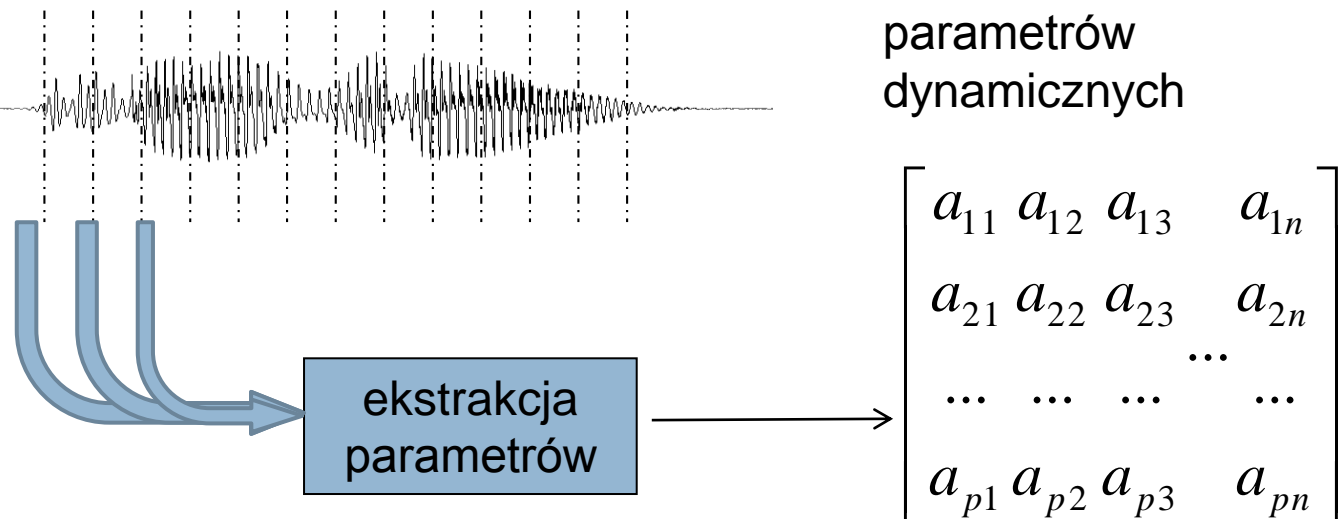 parametrów
dynamicznych
a11 a12 a13 a1n
a21 a22 a23 a2n
...
... ... ... ...
ap1 ap2 ap3 apn
ekstrakcja
parametrów